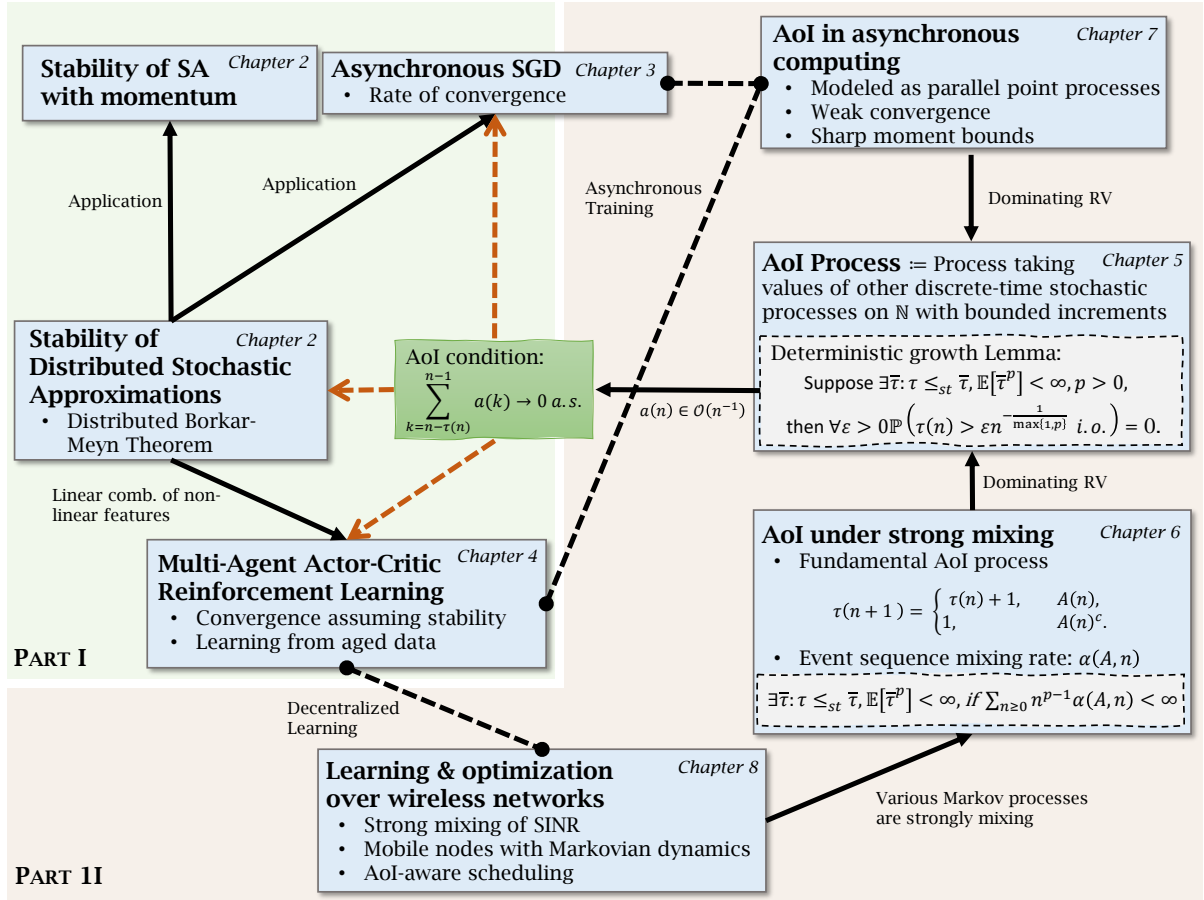 Stability of SA
with momentum
Chapter 2
Asynchronous SGD
Chapter 3
• Rate of convergence
AoI in asynchronous
computing
Chapter 7
• Modeled as parallel point processes
• Weak convergence
• Sharp moment bounds
Application
Application
Asynchronous
Training
Dominating RV
Stability of
Distributed Stochastic
Approximations
Chapter 2
• Distributed Borkar-
Meyn Theorem
AoI condition:
\sum_{k=n-τ(n)}^{n-1} a(k) → 0 a.s.
a(n) ∈ 𝒪(n^{-1})
AoI Process ≔ Process taking
Chapter 5
values of other discrete-time stochastic
processes on ℕ with bounded increments
Deterministic growth Lemma:
Suppose ∃τ̅: τ ≤_{st} τ̅, 𝔼[τ̅^p] < ∞, p > 0,
then ∀ε > 0ℙ(τ(n) > εn^{-\frac{1}{max{1,p}}} i.o.) = 0.
Linear comb. of non-
linear features
Dominating RV
Multi-Agent Actor-Critic
Reinforcement Learning
Chapter 4
• Convergence assuming stability
• Learning from aged data
AoI under strong mixing
Chapter 6
• Fundamental AoI process
τ(n + 1) = { τ(n) + 1, A(n),
1, A(n)^c.
• Event sequence mixing rate: α(A, n)
∃τ̅: τ ≤_{st} τ̅, 𝔼[τ̅^p] < ∞, if ∑_{n≥0} n^{p−1}α(A, n) < ∞
PART I
Decentralized
Learning
Learning & optimization
over wireless networks
Chapter 8
• Strong mixing of SINR
• Mobile nodes with Markovian dynamics
• AoI-aware scheduling
Various Markov processes
are strongly mixing
PART 1I